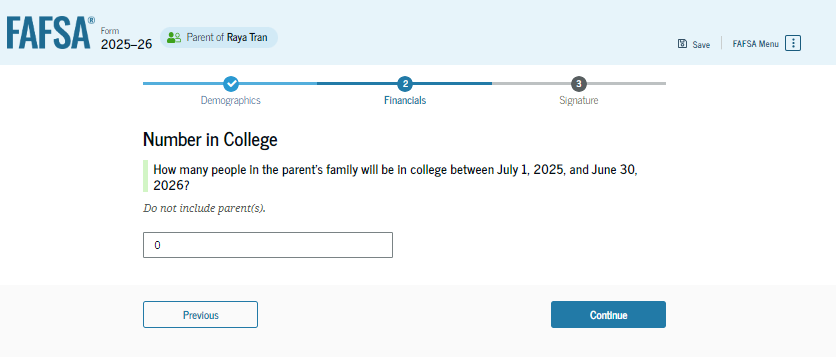 FAFSA®
Form
2025–26
Parent of Raya Tran
Save
FAFSA Menu
2
3
Demographics
Financials
Signature
Number in College
How many people in the parent's family will be in college between July 1, 2025, and June 30,
2026?
Do not include parent(s).
0
Previous
Continue